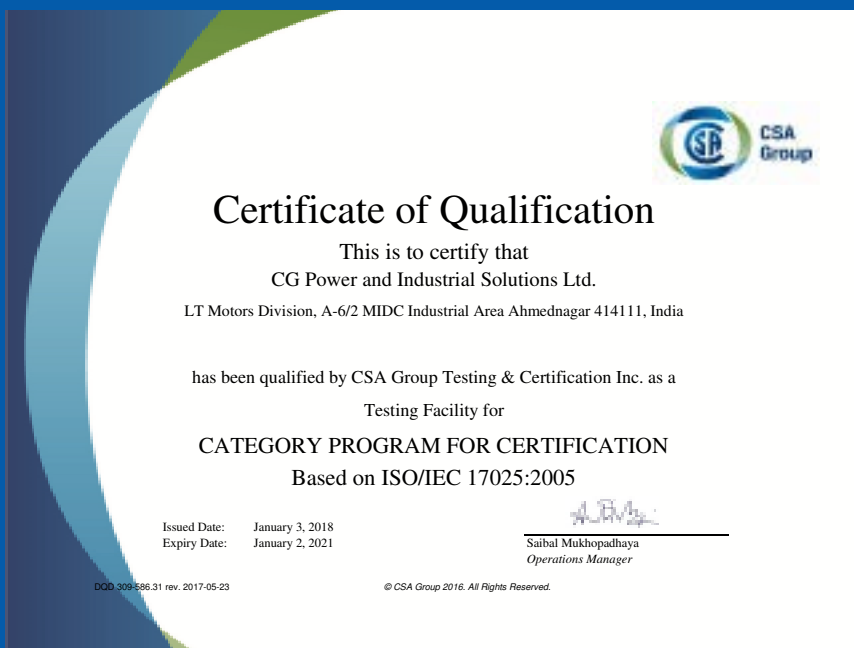 CSA
Group
Certificate of Qualification
This is to certify that
CG Power and Industrial Solutions Ltd.
LT Motors Division, A-6/2 MIDC Industrial Area Ahmednagar 414111, India
has been qualified by CSA Group Testing & Certification Inc. as a
Testing Facility for
CATEGORY PROGRAM FOR CERTIFICATION
Based on ISO/IEC 17025:2005
Issued Date: January 3, 2018
Expiry Date: January 2, 2021
Saibal Mukhopadhaya
Operations Manager
DQD 309-586.31 rev. 2017-05-23
© CSA Group 2016. All Rights Reserved.